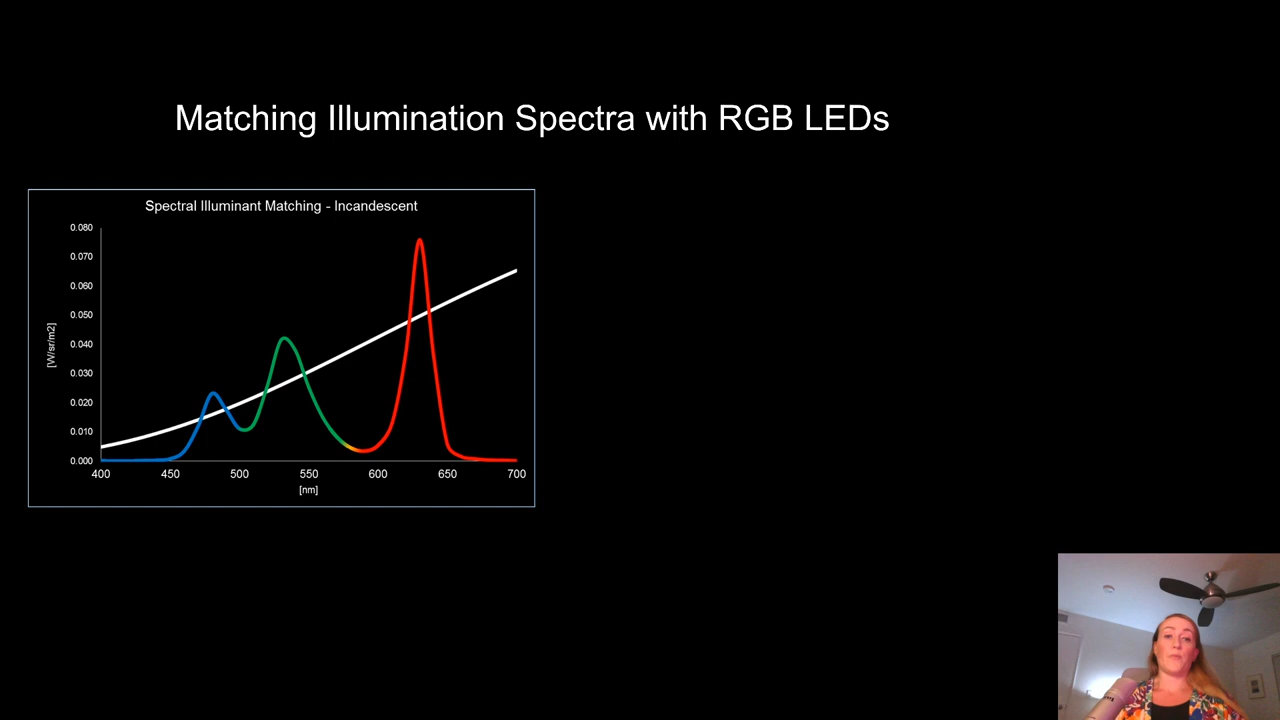 Matching Illumination Spectra with RGB LEDs
Spectral Illuminant Matching - Incandescent
0.080
0.070
0.060
0.050
0.040
0.030
0.020
0.010
0.000
[W/sr/m2]
400 450 500 550 600 650 700
[nm]